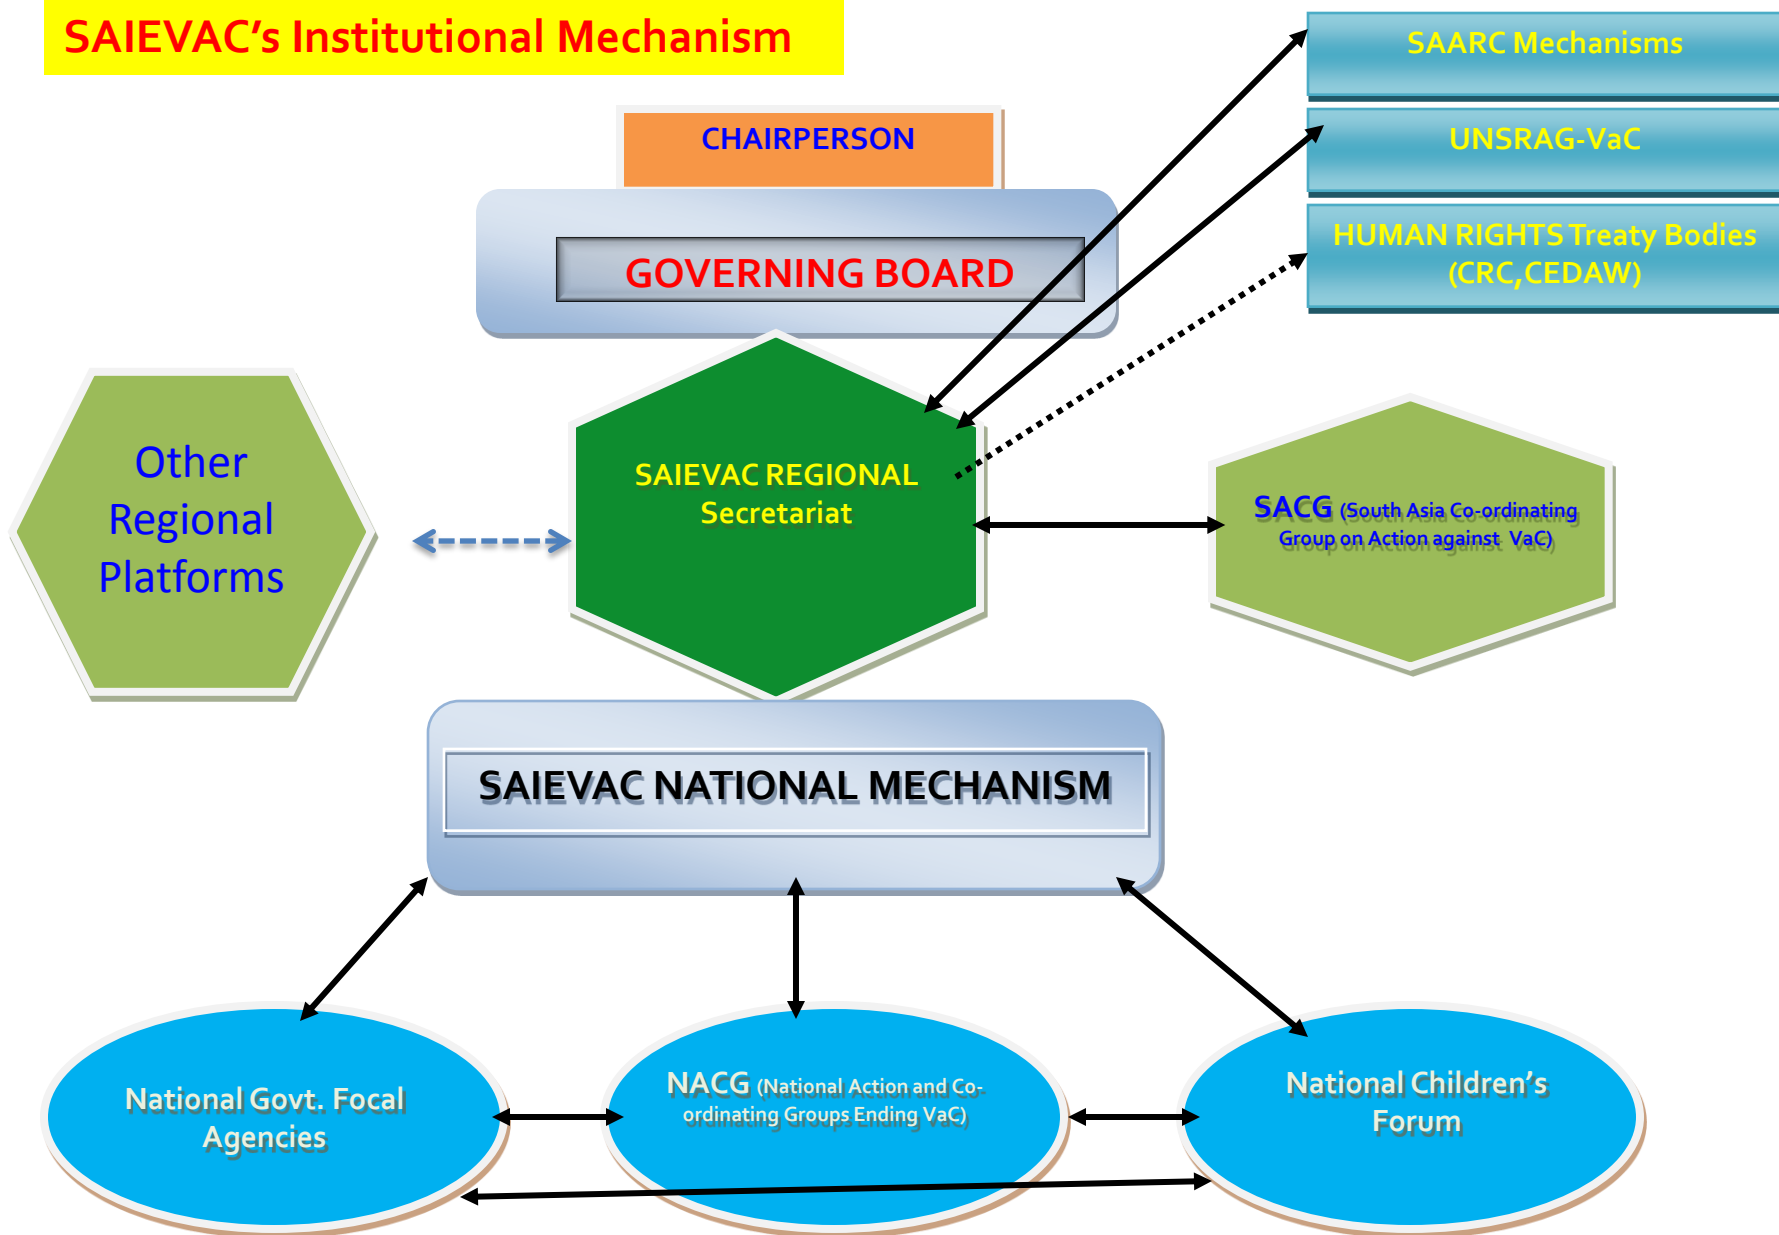 SAIEVAC's Institutional Mechanism
SAARC Mechanisms
CHAIRPERSON
UNSRAG-VaC
GOVERNING BOARD
HUMAN RIGHTS Treaty Bodies
(CRC,CEDAW)
Other
Regional
Platforms
SAIEVAC REGIONAL
Secretariat
SACG (South Asia Co-ordinating
Group on Action against VaC)
SAIEVAC NATIONAL MECHANISM
National Govt. Focal
Agencies
NACG (National Action and Co-
ordinating Groups Ending VaC)
National Children's
Forum